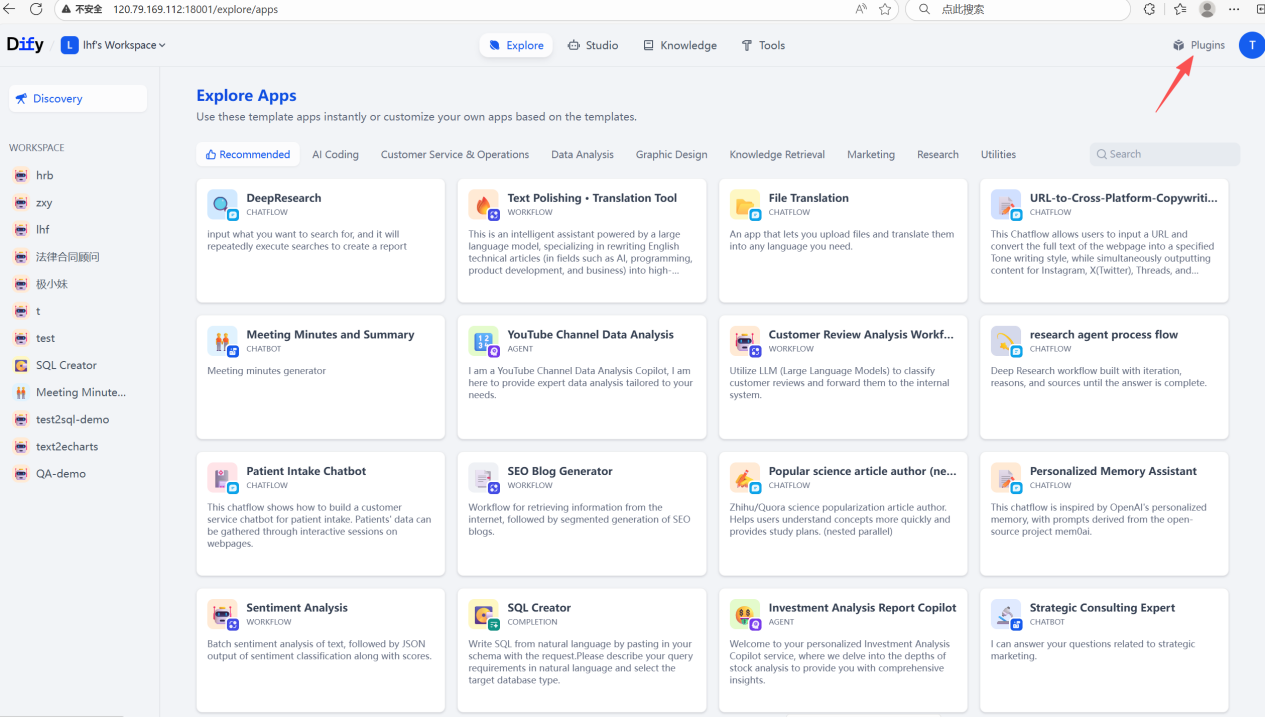 不安全 120.79.169.112:18001/explore/apps 点此搜索
Dify / L lhf's Workspace Explore Studio Knowledge Tools Plugins T
Discovery
WORKSPACE
hrb
zxy
lhf
法律合同顾问
极小妹
t
test
SQL Creator
Meeting Minute...
test2sql-demo
text2echarts
QA-demo
Explore Apps
Use these template apps instantly or customize your own apps based on the templates.
Recommended AI Coding Customer Service & Operations Data Analysis Graphic Design Knowledge Retrieval Marketing Research Utilities Search
DeepResearch
CHATFLOW
input what you want to search for, and it will
repeatedly execute searches to create a report
Text Polishing • Translation Tool
WORKFLOW
This is an intelligent assistant powered by a large
language model, specializing in rewriting English
technical articles (in fields such as AI, programming,
product development, and business) into high-...
File Translation
CHATFLOW
An app that lets you upload files and translate them
into any language you need.
URL-to-Cross-Platform-Copywriti...
CHATFLOW
This Chatflow allows users to input a URL and
convert the full text of the webpage into a specified
Tone writing style, while simultaneously outputting
content for Instagram, X(Twitter), Threads, and...
Meeting Minutes and Summary
CHATBOT
Meeting minutes generator
YouTube Channel Data Analysis
AGENT
I am a YouTube Channel Data Analysis Copilot, I am
here to provide expert data analysis tailored to your
needs.
Customer Review Analysis Workf...
WORKFLOW
Utilize LLM (Large Language Models) to classify
customer reviews and forward them to the internal
system.
research agent process flow
CHATFLOW
Deep Research workflow built with iteration,
reasons, and sources until the answer is complete.
Patient Intake Chatbot
CHATFLOW
This chatflow shows how to build a customer
service chatbot for patient intake. Patients' data can
be gathered through interactive sessions on
webpages.
SEO Blog Generator
WORKFLOW
Workflow for retrieving information from the
internet, followed by segmented generation of SEO
blogs.
Popular science article author (ne...
CHATFLOW
Zhihu/Quora science popularization article author.
Helps users understand concepts more quickly and
provides study plans. (nested parallel)
Personalized Memory Assistant
CHATFLOW
This chatflow is inspired by OpenAI's personalized
memory, with prompts derived from the open-
source project mem0ai.
Sentiment Analysis
WORKFLOW
Batch sentiment analysis of text, followed by JSON
output of sentiment classification along with scores.
SQL Creator
COMPLETION
Write SQL from natural language by pasting in your
schema with the request.Please describe your query
requirements in natural language and select the
target database type.
Investment Analysis Report Copilot
AGENT
Welcome to your personalized Investment Analysis
Copilot service, where we delve into the depths of
stock analysis to provide you with comprehensive
insights.
Strategic Consulting Expert
CHATBOT
I can answer your questions related to strategic
marketing.